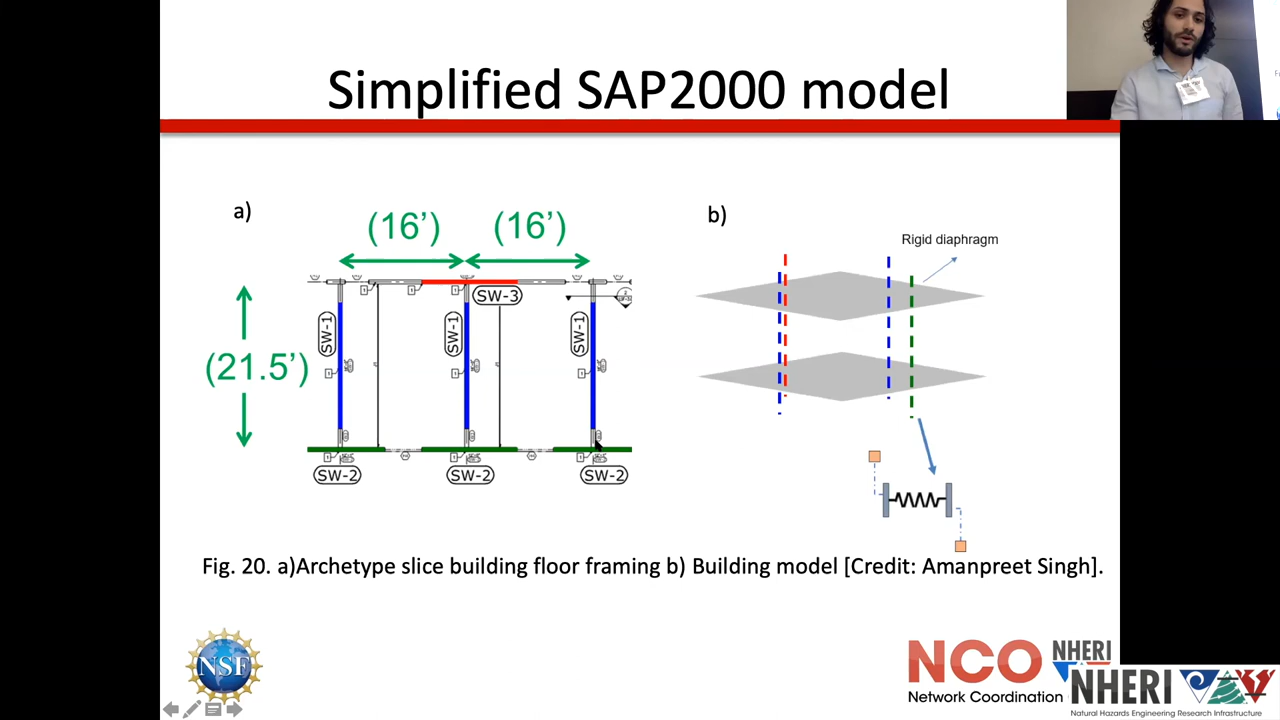 Simplified SAP2000 model
a)
b)
(16’)
(16’)
Rigid diaphragm
SW-3
SW-1
SW-1
SW-1
(21.5’)
SW-2
SW-2
SW-2
Fig. 20. a)Archetype slice building floor framing b) Building model [Credit: Amanpreet Singh].
NSF
NCO
NHERI
Network Coordination
NHERI
Natural Hazards Engineering Research Infrastructure